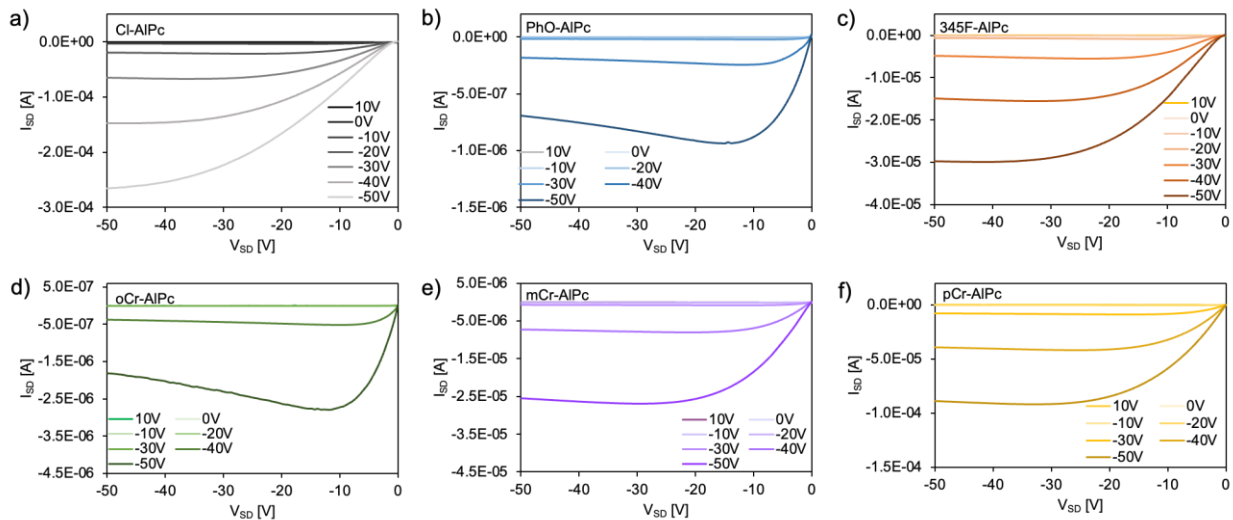 a)
Cl-AlPc
0.0E+00
-1.0E-04
-2.0E-04
-3.0E-04
I_SD [A]
10V
0V
-10V
-20V
-30V
-40V
-50V
-50 -40 -30 -20 -10 0
V_SD [V]
b)
PhO-AlPc
0.0E+00
-5.0E-07
-1.0E-06
-1.5E-06
I_SD [A]
10V 0V
-10V -20V
-30V -40V
-50V
-50 -40 -30 -20 -10 0
V_SD [V]
c)
345F-AlPc
0.0E+00
-1.0E-05
-2.0E-05
-3.0E-05
-4.0E-05
I_SD [A]
10V
0V
-10V
-20V
-30V
-40V
-50V
-50 -40 -30 -20 -10 0
V_SD [V]
d)
oCr-AlPc
5.0E-07
-5.0E-07
-1.5E-06
-2.5E-06
-3.5E-06
-4.5E-06
I_SD [A]
10V 0V
-10V -20V
-30V -40V
-50V
-50 -40 -30 -20 -10 0
V_SD [V]
e)
mCr-AlPc
5.0E-06
-5.0E-06
-1.5E-05
-2.5E-05
-3.5E-05
-4.5E-05
I_SD [A]
10V 0V
-10V -20V
-30V -40V
-50V
-50 -40 -30 -20 -10 0
V_SD [V]
f)
pCr-AlPc
0.0E+00
-5.0E-05
-1.0E-04
-1.5E-04
I_SD [A]
10V 0V
-10V -20V
-30V -40V
-50V
-50 -40 -30 -20 -10 0
V_SD [V]